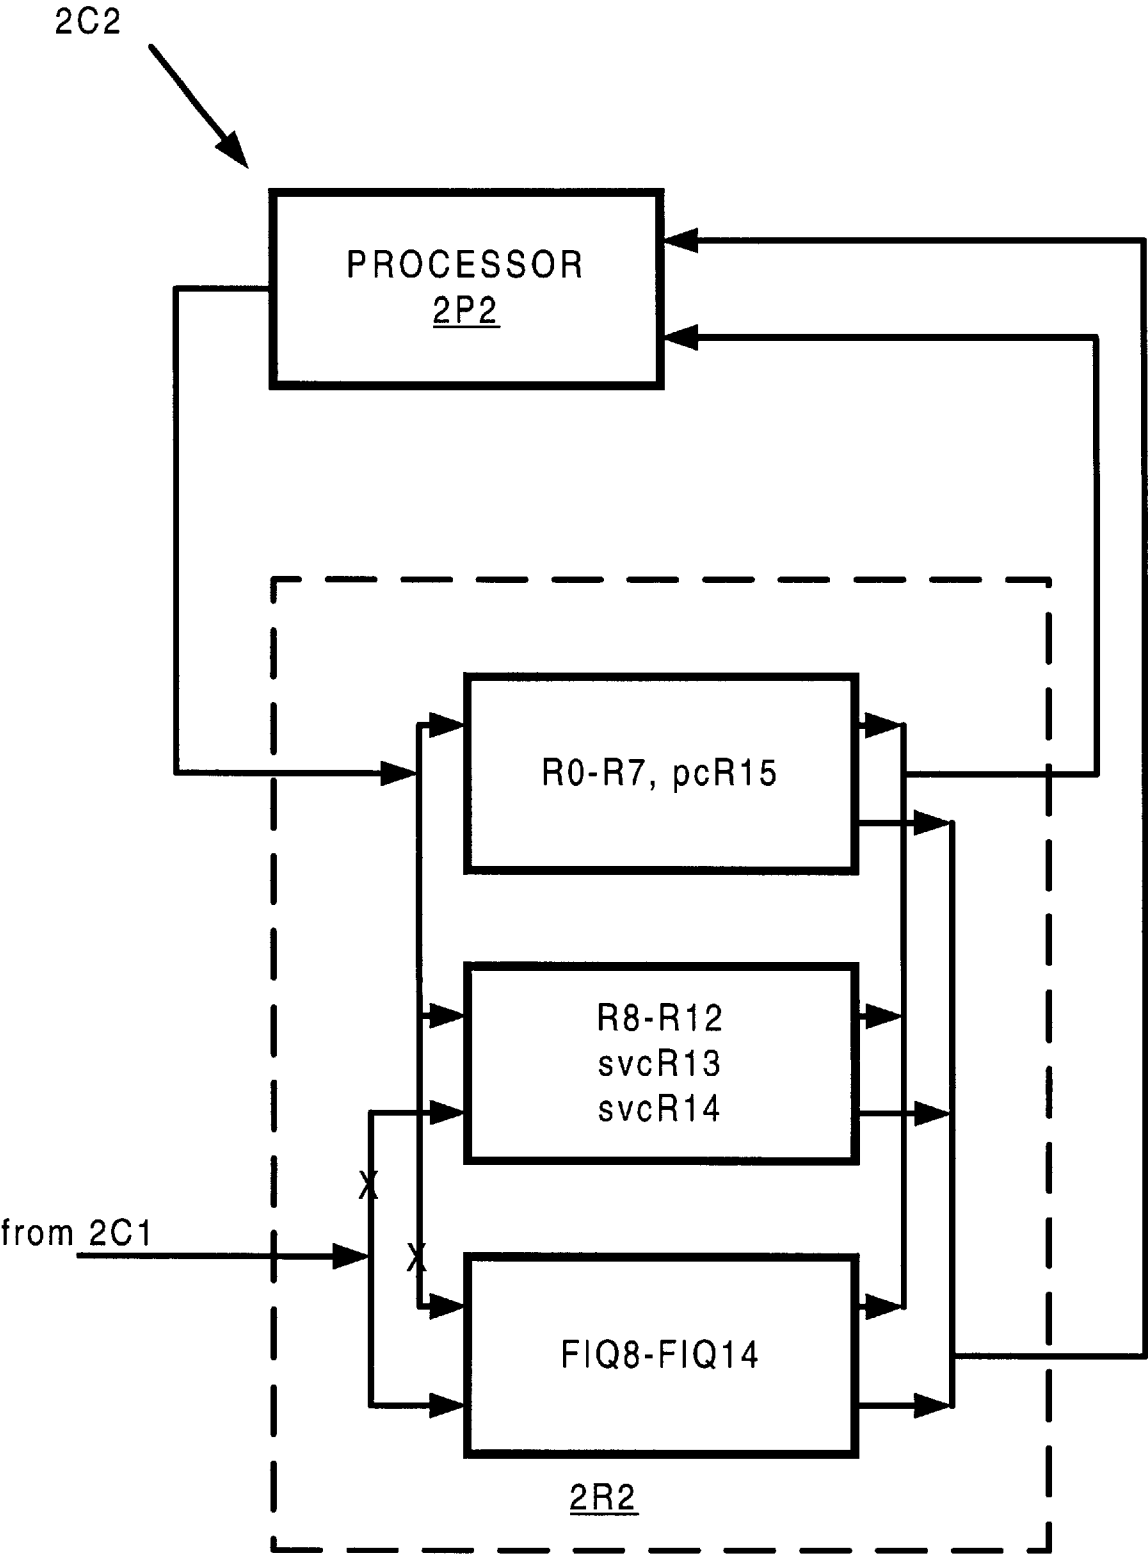 2C2
PROCESSOR
2P2
R0-R7, pcR15
R8-R12
svcR13
svcR14
X
from 2C1
X
FIQ8-FIQ14
2R2